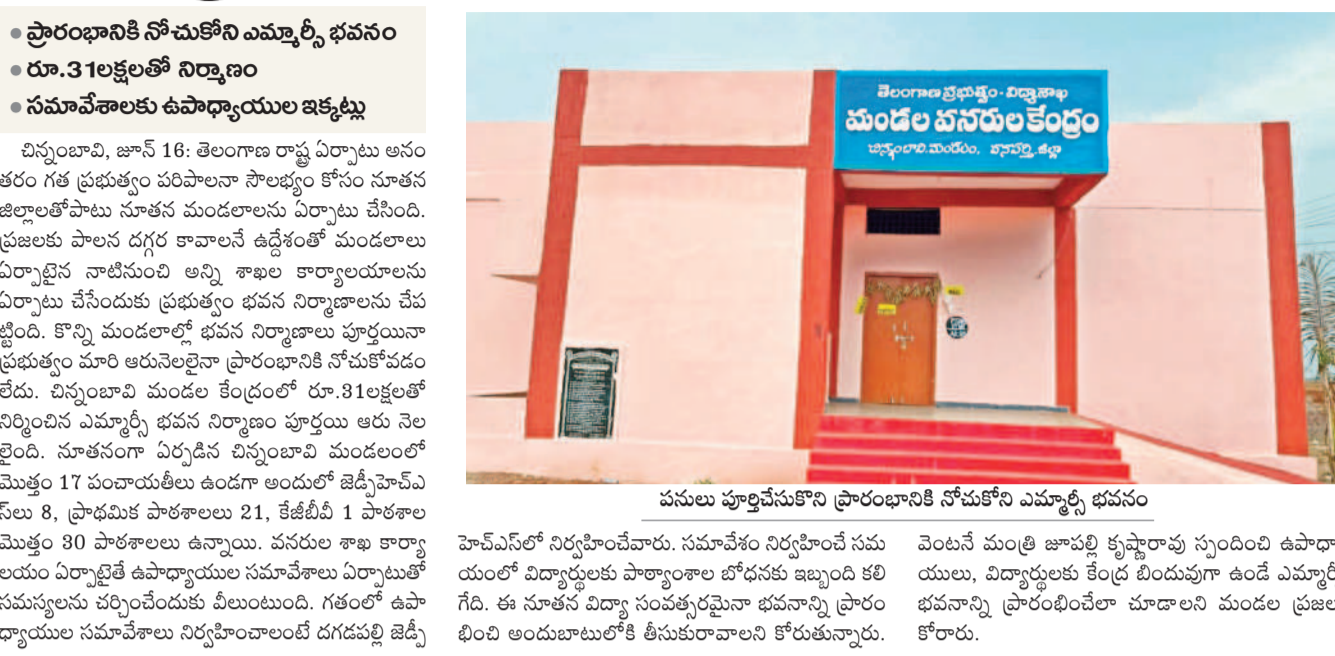 ప్రారంభానికి నోచుకోని ఎమ్మార్సీ భవనం
రూ.31లక్షలతో నిర్మాణం
సమావేశాలకు ఉపాధ్యాయుల ఇక్కట్లు
చిన్నంబావి, జూన్ 16: తెలంగాణ రాష్ట్ర ఏర్పాటు అనం
తరం గత ప్రభుత్వం పరిపాలనా సౌలభ్యం కోసం నూతన
జిల్లాలతోపాటు నూతన మండలాలను ఏర్పాటు చేసింది.
ప్రజలకు పాలన దగ్గర కావాలనే ఉద్దేశంతో మండలాలు
ఏర్పాటైన నాటినుంచి అన్ని శాఖల కార్యాలయాలను
ఏర్పాటు చేసేందుకు ప్రభుత్వం భవన నిర్మాణాలను చేప
ట్టింది. కొన్ని మండలాల్లో భవన నిర్మాణాలు పూర్తయినా
ప్రభుత్వం మారి ఆరునెలలైనా ప్రారంభానికి నోచుకోవడం
లేదు. చిన్నంబావి మండల కేంద్రంలో రూ.31లక్షలతో
నిర్మించిన ఎమ్మార్సీ భవన నిర్మాణం పూర్తయి ఆరు నెల
లైంది. నూతనంగా ఏర్పడిన చిన్నంబావి మండలంలో
మొత్తం 17 పంచాయతీలు ఉండగా అందులో జెడ్పీహెచ్ఎ
స్‌లు 8, ప్రాథమిక పాఠశాలలు 21, కేజీబీవీ 1 పాఠశాల
మొత్తం 30 పాఠశాలలు ఉన్నాయి. వనరుల శాఖ కార్యా
లయం ఏర్పాటైతే ఉపాధ్యాయుల సమావేశాలు ఏర్పాటుతో
సమస్యలను చర్చించేందుకు వీలుంటుంది. గతంలో ఉపా
ధ్యాయుల సమావేశాలు నిర్వహించాలంటే దగడపల్లి జెడ్పీ
తెలంగాణ ప్రభుత్వం - విద్యాశాఖ
మండల వనరుల కేంద్రం
చిన్నంబావి.మండలం, వనపర్తి.జిల్లా
పనులు పూర్తిచేసుకొని ప్రారంభానికి నోచుకోని ఎమ్మార్సీ భవనం
హెచ్ఎస్‌లో నిర్వహించేవారు. సమావేశం నిర్వహించే సమ
యంలో విద్యార్థులకు పాఠ్యాంశాల బోధనకు ఇబ్బంది కలి
గేది. ఈ నూతన విద్యా సంవత్సరమైనా భవనాన్ని ప్రారం
భించి అందుబాటులోకి తీసుకురావాలని కోరుతున్నారు.
వెంటనే మంత్రి జూపల్లి కృష్ణారావు స్పందించి ఉపాధ్యా
యులు, విద్యార్థులకు కేంద్ర బిందువుగా ఉండే ఎమ్మార్సీ
భవనాన్ని ప్రారంభించేలా చూడాలని మండల ప్రజలు
కోరారు.